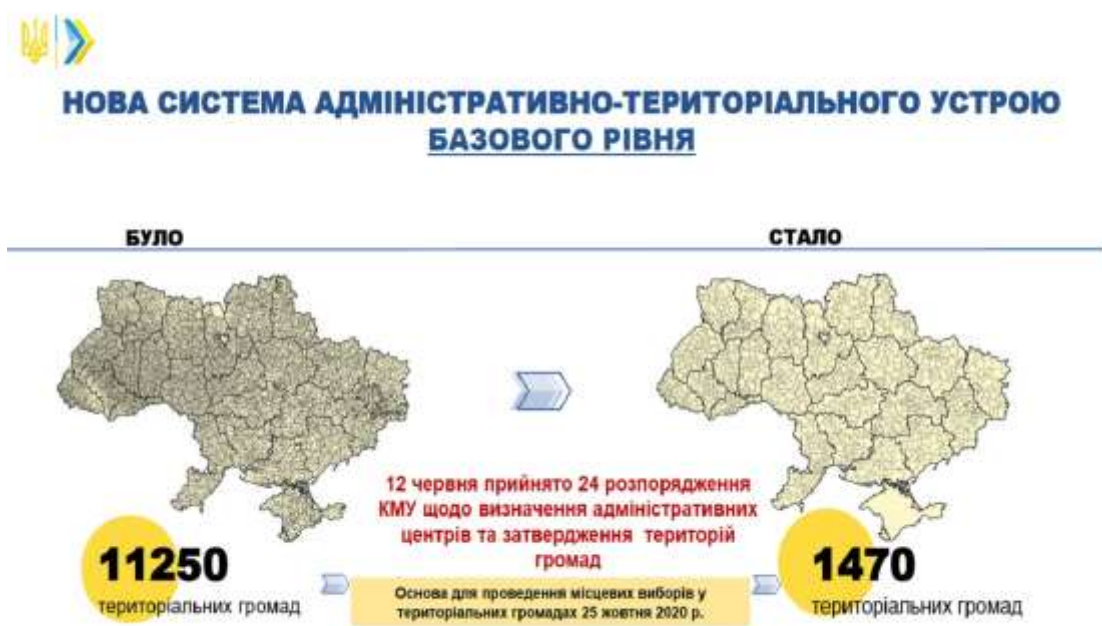 НОВА СИСТЕМА АДМІНІСТРАТИВНО-ТЕРИТОРІАЛЬНОГО УСТРОЮ
БАЗОВОГО РІВНЯ
БУЛО
СТАЛО
12 червня прийнято 24 розпорядження
КМУ щодо визначення адміністративних
центрів та затвердження територій
громад
11250
територіальних громад
Основа для проведення місцевих виборів у
територіальних громадах 25 жовтня 2020 р.
1470
територіальних громад